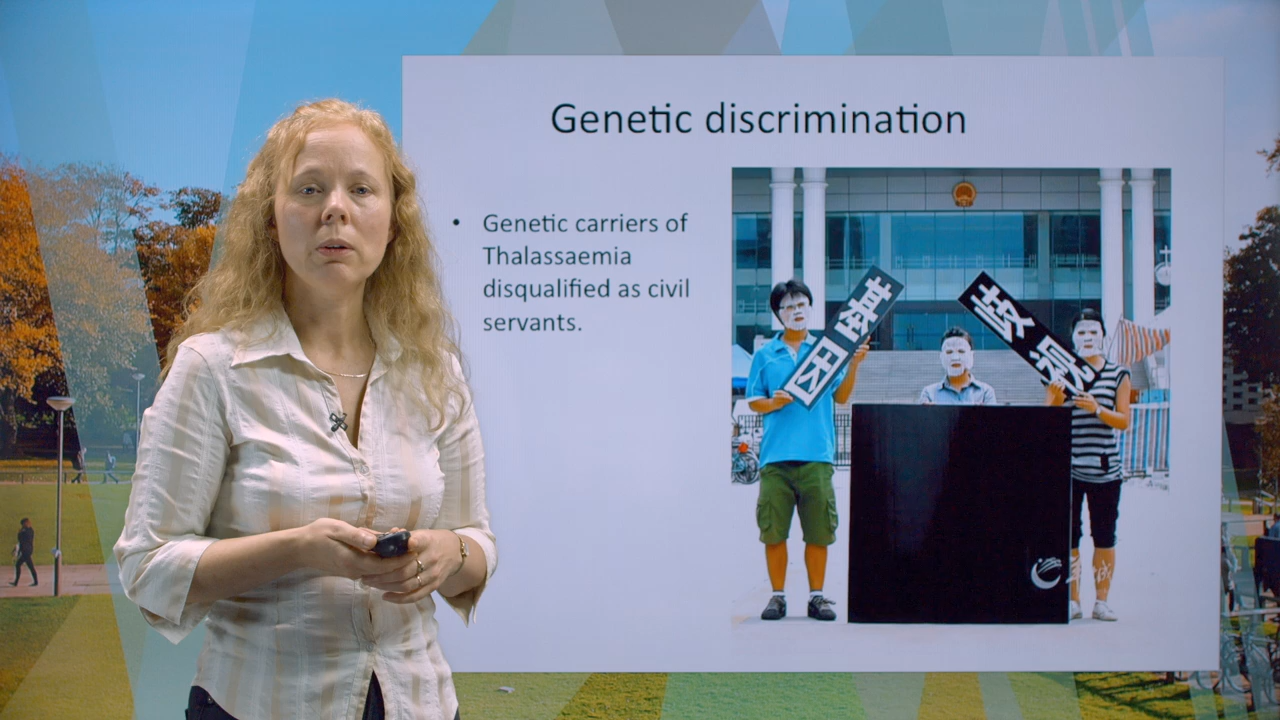 Genetic discrimination
• Genetic carriers of
Thalassaemia
disqualified as civil
servants.
基因
歧视